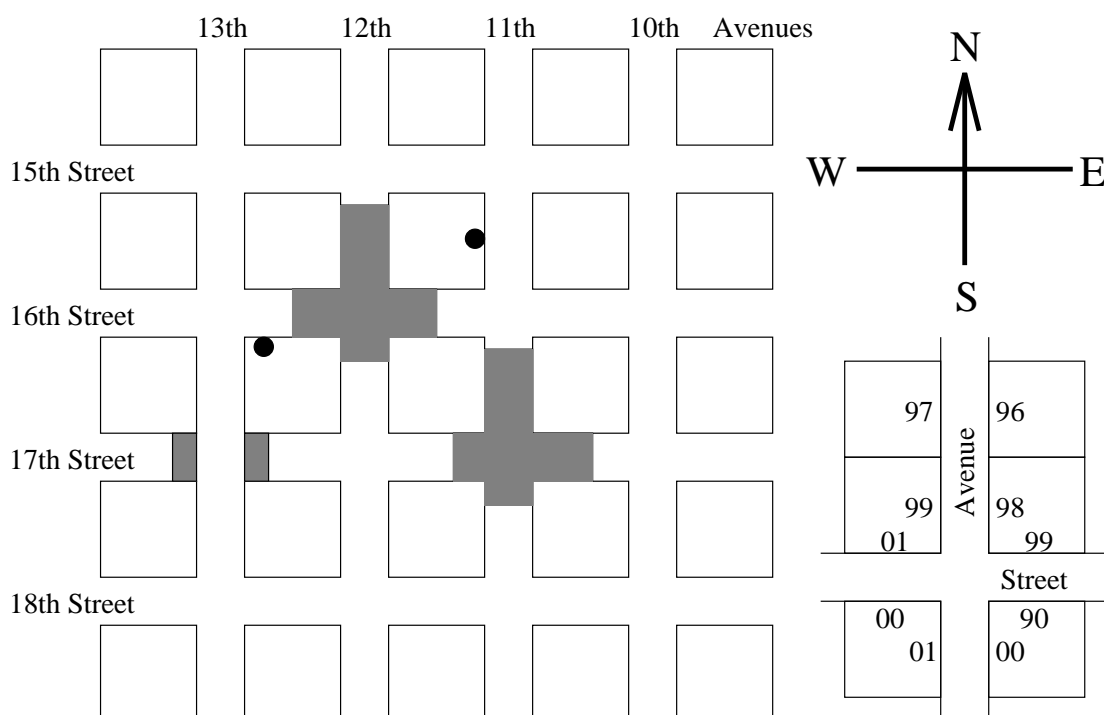 13th 12th 11th 10th Avenues
15th Street
16th Street
17th Street
18th Street
N
W E
S
97 96
Avenue
99 98
01 99
Street
00 90
01 00